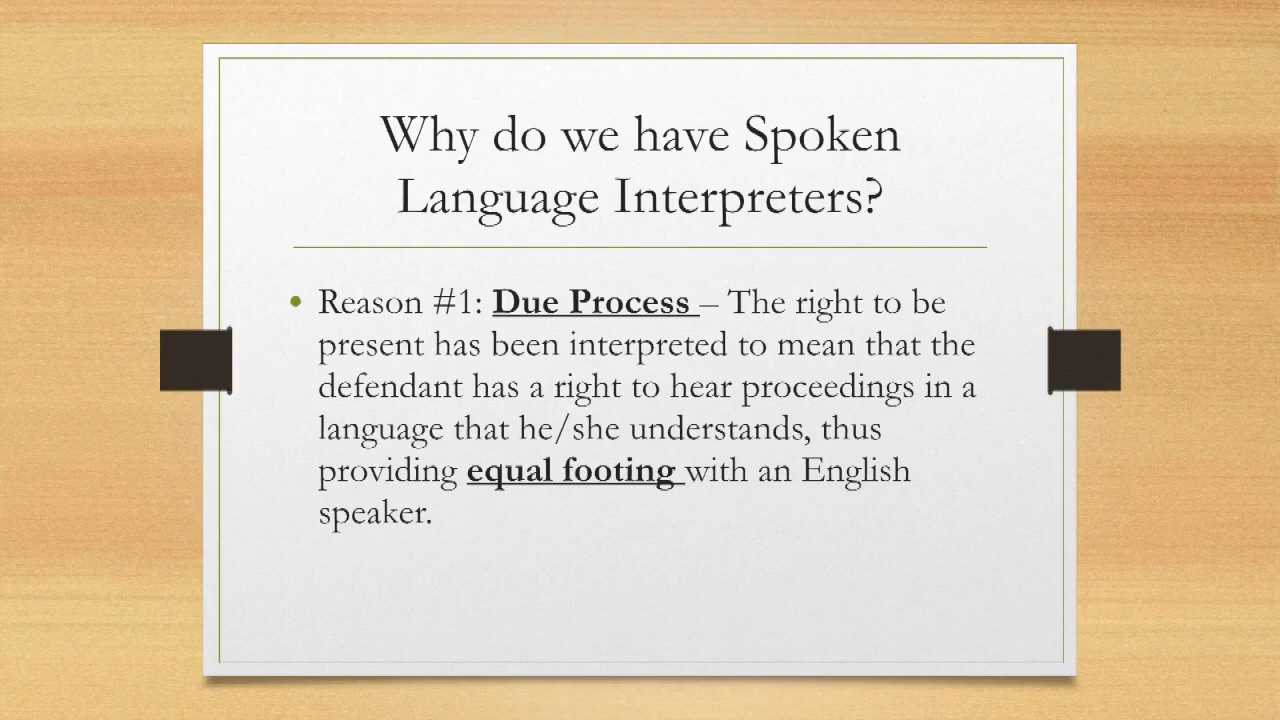 Why do we have Spoken
Language Interpreters?
• Reason #1: Due Process – The right to be
present has been interpreted to mean that the
defendant has a right to hear proceedings in a
language that he/she understands, thus
providing equal footing with an English
speaker.